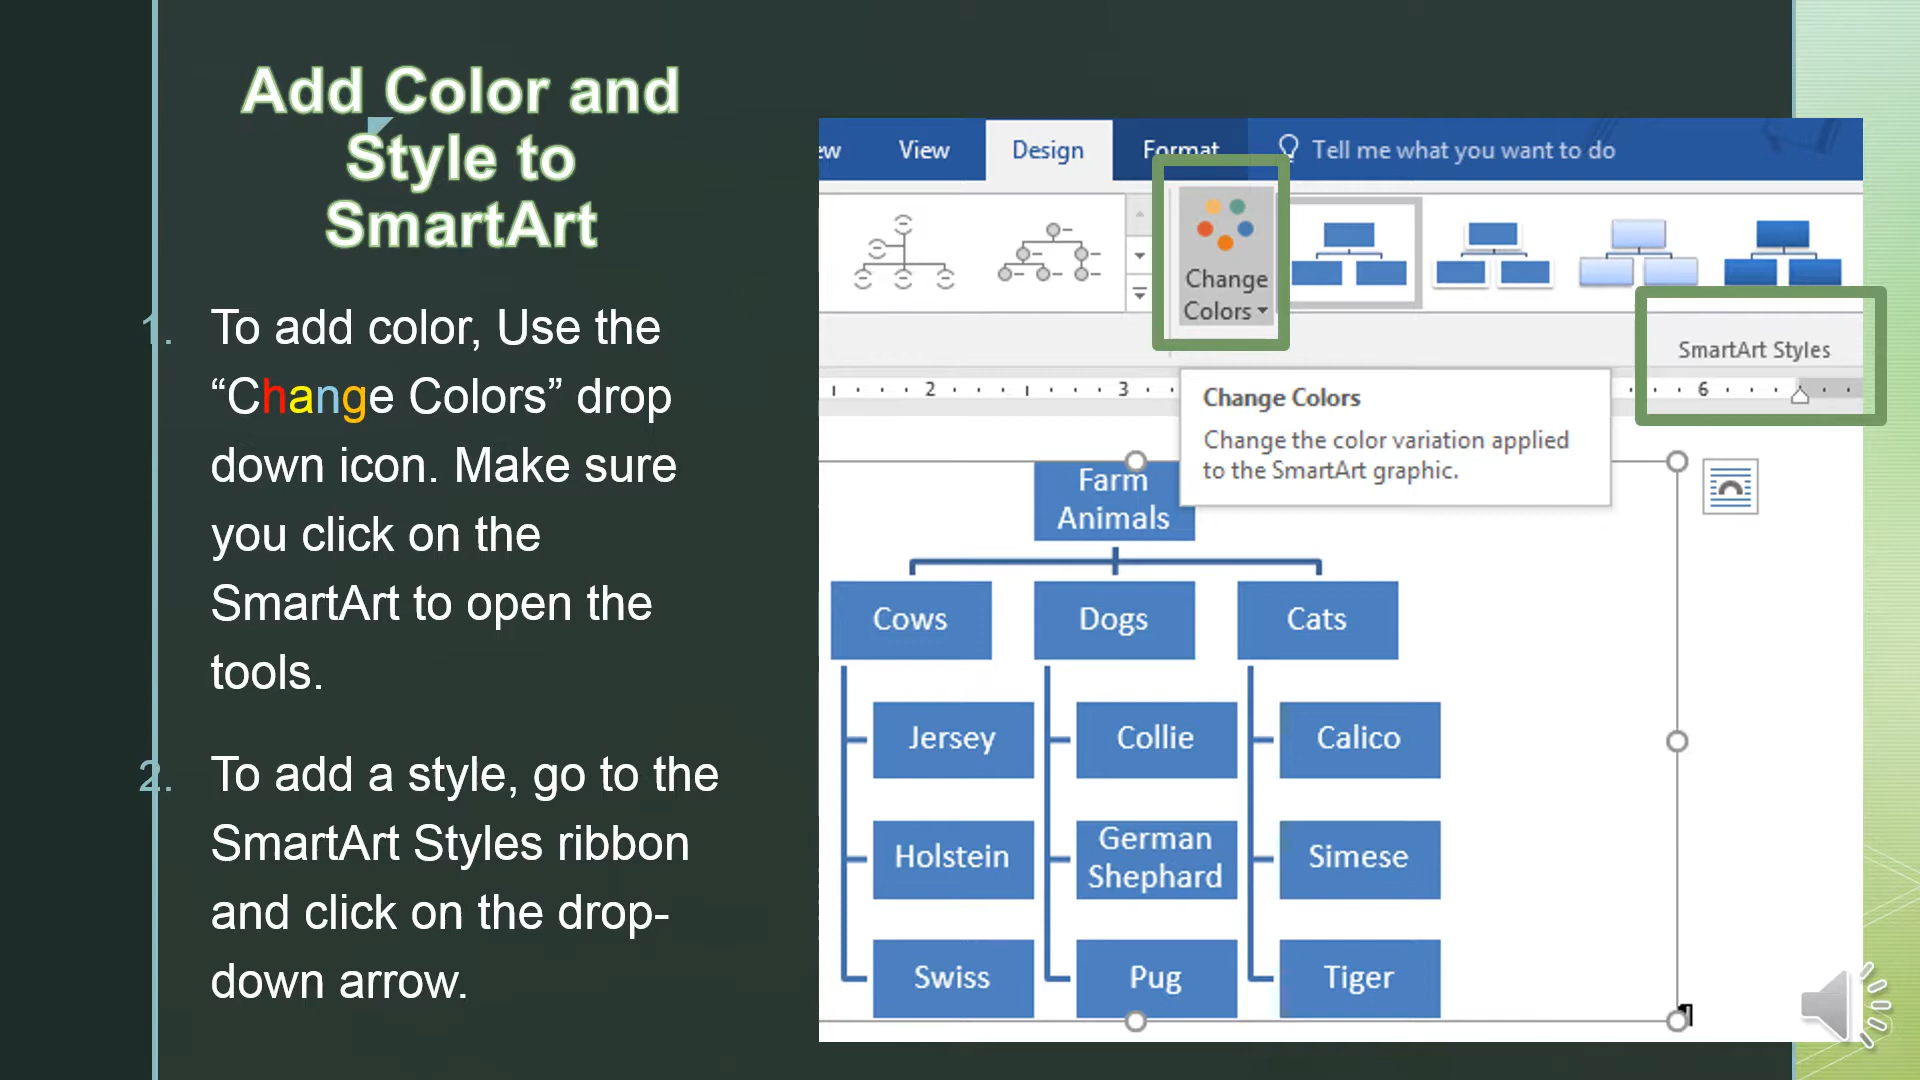 Add Color and
Style to
SmartArt
1. To add color, Use the
“Change Colors” drop
down icon. Make sure
you click on the
SmartArt to open the
tools.
2. To add a style, go to the
SmartArt Styles ribbon
and click on the drop-
down arrow.
ew View Design Format Tell me what you want to do
Change
Colors
SmartArt Styles
1 2 3 6
Change Colors
Change the color variation applied
to the SmartArt graphic.
Farm
Animals
Cows Dogs Cats
Jersey Collie Calico
Holstein German
Shephard Simese
Swiss Pug Tiger
¶